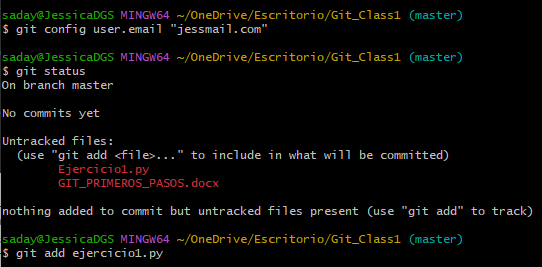 saday@JessicaDGS MINGW64 ~/OneDrive/Escritorio/Git_Class1 (master)
$ git config user.email "jessmail.com"
saday@JessicaDGS MINGW64 ~/OneDrive/Escritorio/Git_Class1 (master)
$ git status
On branch master
No commits yet
Untracked files:
  (use "git add <file>..." to include in what will be committed)
        Ejercicio1.py
        GIT_PRIMEROS_PASOS.docx
nothing added to commit but untracked files present (use "git add" to track)
saday@JessicaDGS MINGW64 ~/OneDrive/Escritorio/Git_Class1 (master)
$ git add ejercicio1.py